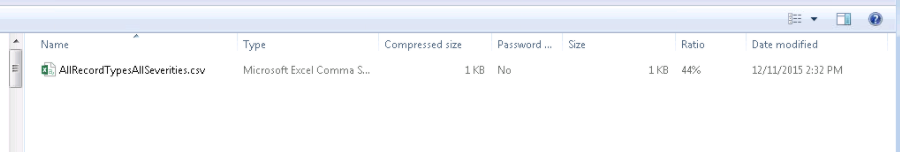 Name Type Compressed size Password ... Size Ratio Date modified
AllRecordTypesAllSeverities.csv Microsoft Excel Comma S... 1 KB No 1 KB 44% 12/11/2015 2:32 PM